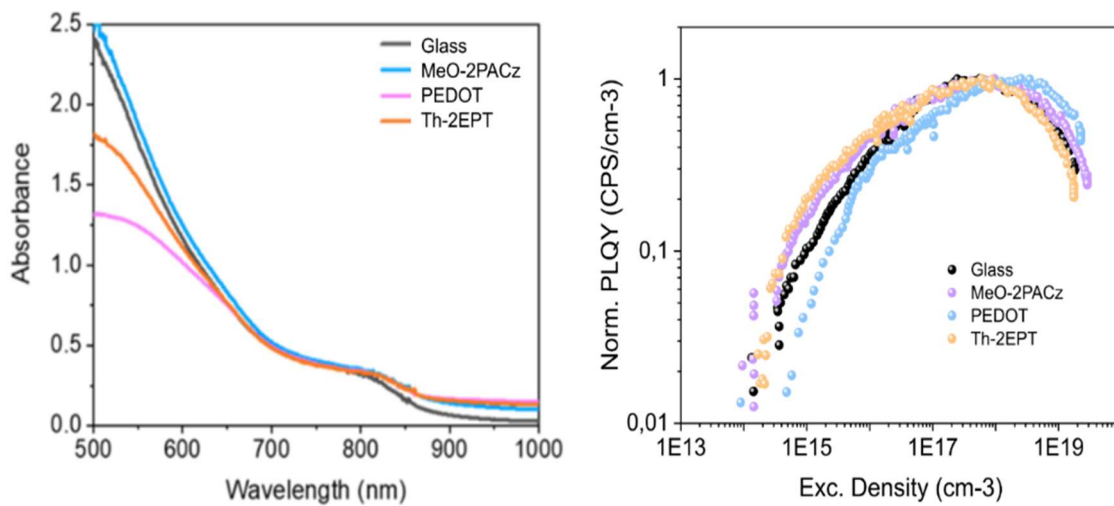 2.5
2.0
1.5
1.0
0.5
0.0
Absorbance
500
600
700
800
900
1000
Wavelength (nm)
Glass
MeO-2PACz
PEDOT
Th-2EPT
1
0,1
0,01
Norm. PLQY (CPS/cm-3)
1E13
1E15
1E17
1E19
Exc. Density (cm-3)
Glass
MeO-2PACz
PEDOT
Th-2EPT